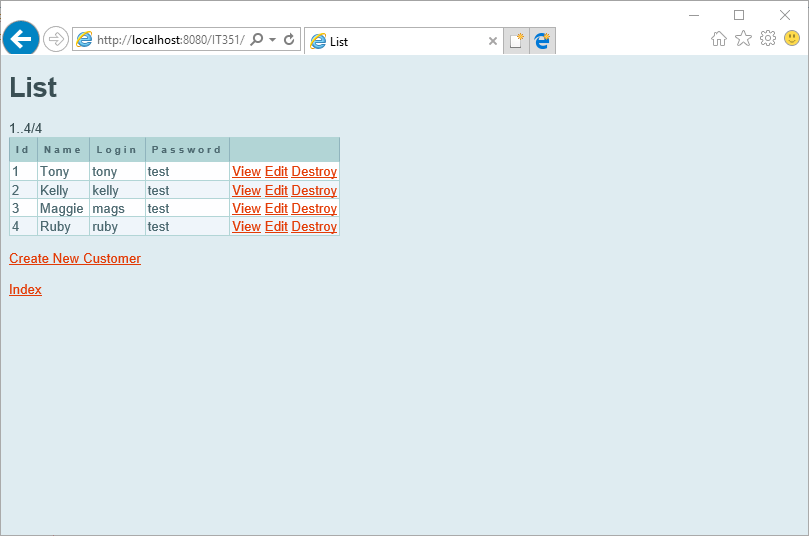 http://localhost:8080/IT351/ List
List
1..4/4
Id Name Login Password
1 Tony tony test View Edit Destroy
2 Kelly kelly test View Edit Destroy
3 Maggie mags test View Edit Destroy
4 Ruby ruby test View Edit Destroy
Create New Customer
Index